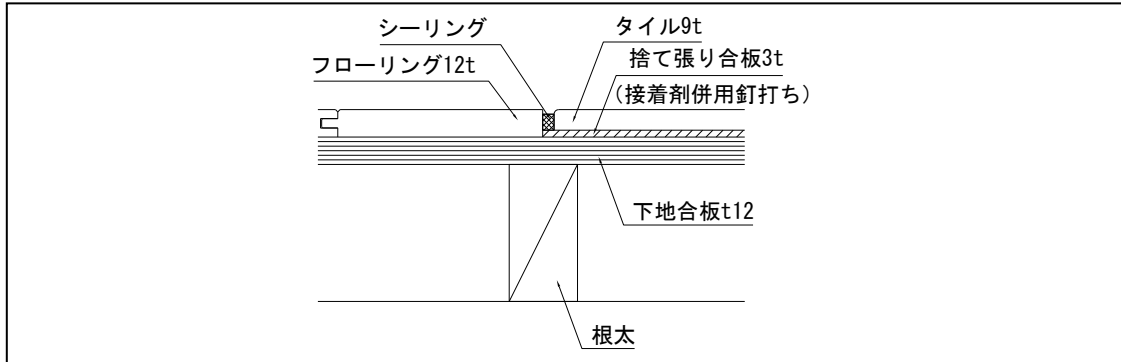 シーリング
タイル9t
フローリング12t
捨て張り合板3t
(接着剤併用釘打ち)
下地合板t12
根太